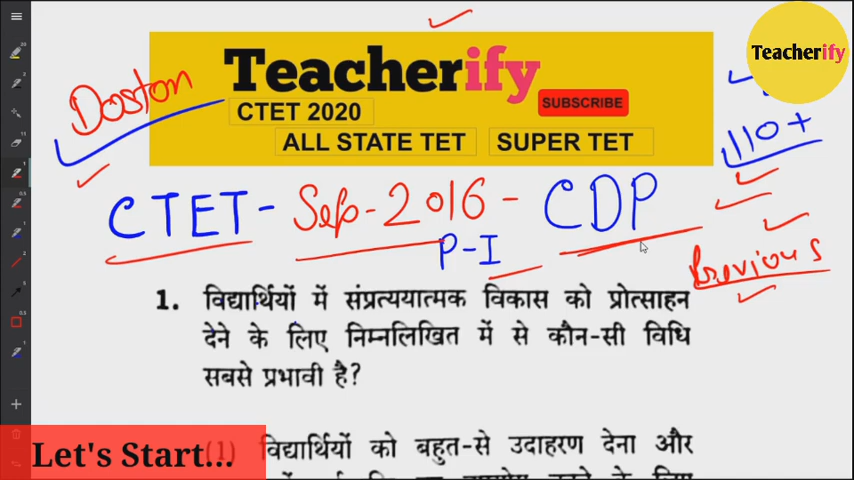 Teacherify
Teacherify
SUBSCRIBE
CTET 2020
ALL STATE TET
SUPER TET
Doston
110+
CTET - Sep - 2016 - CDP
P-I
Previous
1. विद्यार्थियों में संप्रत्ययात्मक विकास को प्रोत्साहन
देने के लिए निम्नलिखित में से कौन-सी विधि
सबसे प्रभावी है?
Let's Start...
(1) विद्यार्थियों को बहुत-से उदाहरण देना और